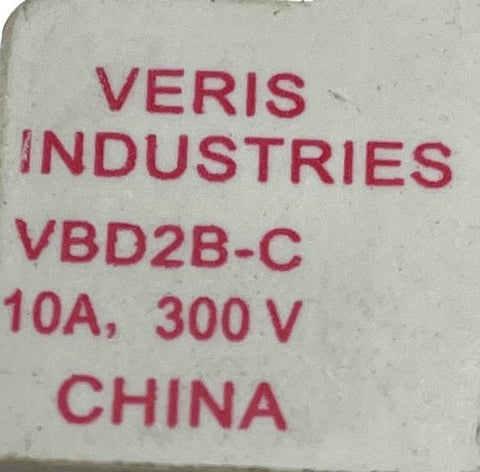 VERIS
INDUSTRIES
VBD2B-C
10A, 300 V
CHINA